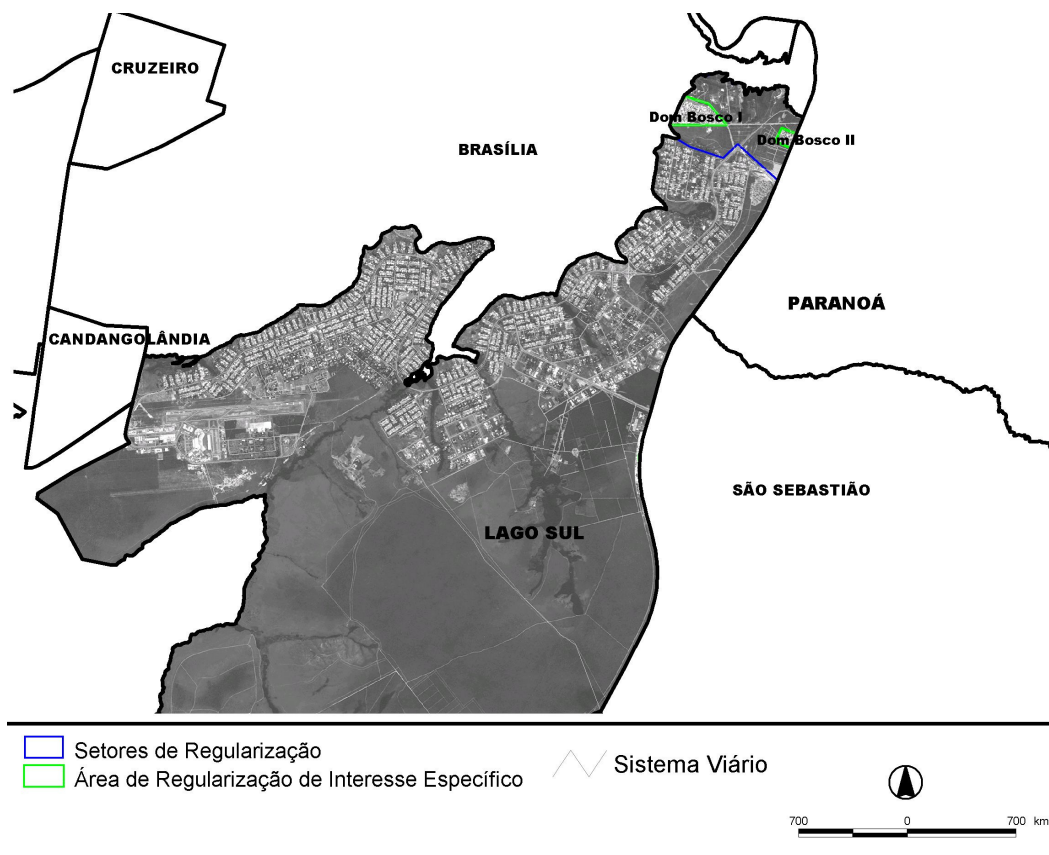 CRUZEIRO
Dom Bosco I
Dom Bosco II
BRASÍLIA
PARANOÁ
CANDANGOLÂNDIA
SÃO SEBASTIÃO
LAGO SUL
Setores de Regularização
Sistema Viário
Área de Regularização de Interesse Específico
700 0 700 km